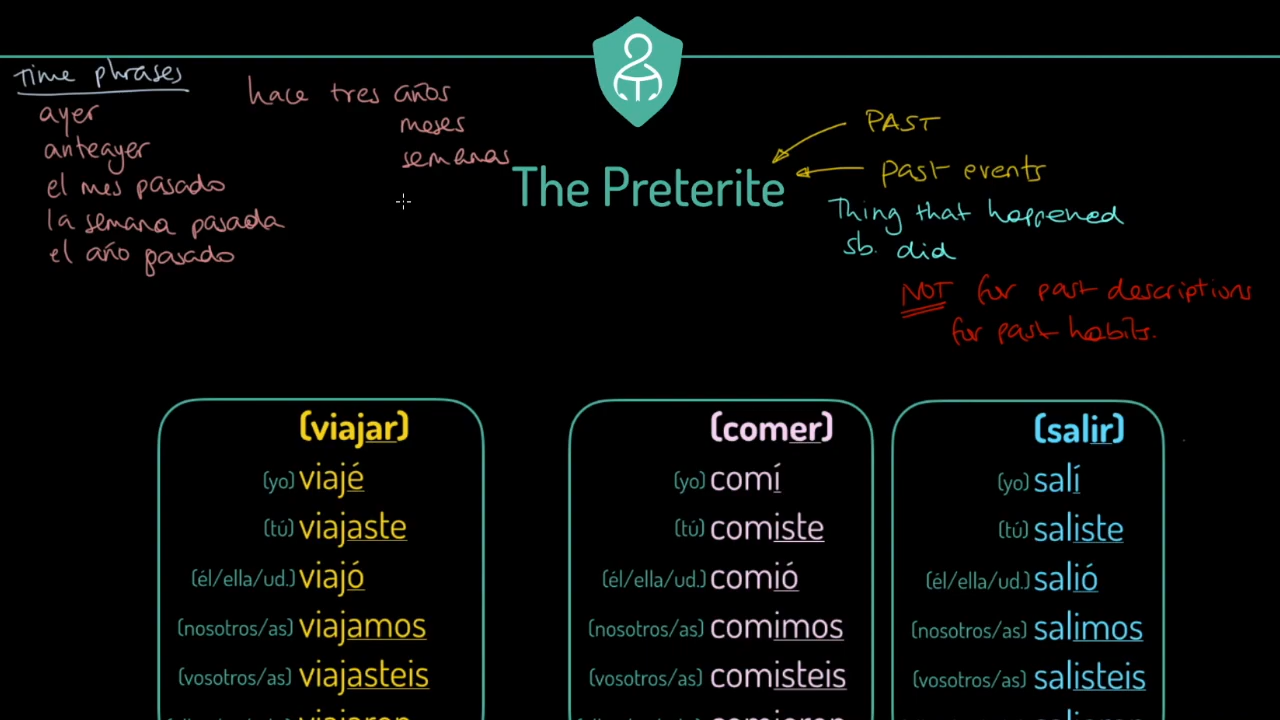 Time phrases
ayer
anteayer
el mes pasado
la semana pasada
el año pasado
hace tres años
meses
semanas
The Preterite
PAST
past events
Thing that happened
sb. did
NOT for past descriptions
for past habits.
(viajar)
(yo) viajé
(tú) viajaste
(él/ella/ud.) viajó
(nosotros/as) viajamos
(vosotros/as) viajasteis
(comer)
(yo) comí
(tú) comiste
(él/ella/ud.) comió
(nosotros/as) comimos
(vosotros/as) comisteis
(salir)
(yo) salí
(tú) saliste
(él/ella/ud.) salió
(nosotros/as) salimos
(vosotros/as) salisteis